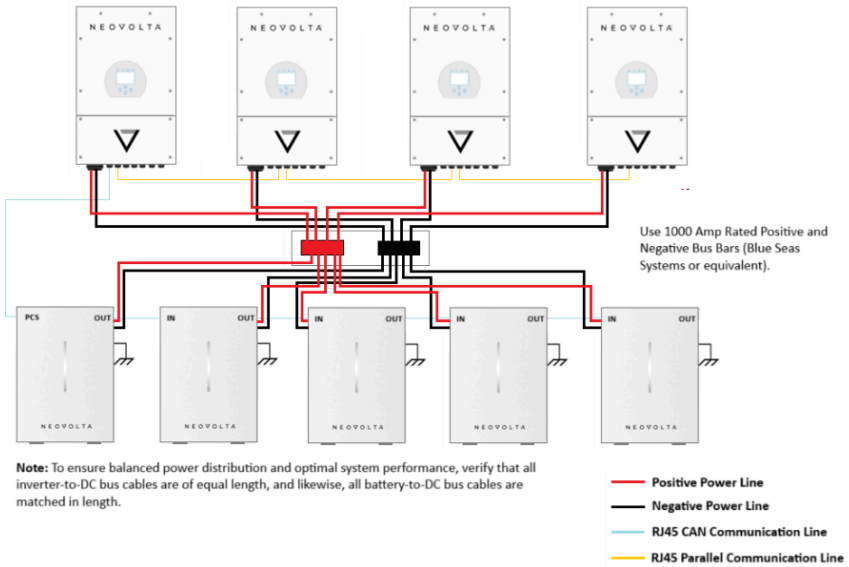 NEOVOLTA NEOVOLTA NEOVOLTA NEOVOLTA
Use 1000 Amp Rated Positive and
Negative Bus Bars (Blue Seas
Systems or equivalent).
PCS OUT IN OUT IN OUT IN OUT IN OUT
NEOVOLTA NEOVOLTA NEOVOLTA NEOVOLTA NEOVOLTA
Note: To ensure balanced power distribution and optimal system performance, verify that all
inverter-to-DC bus cables are of equal length, and likewise, all battery-to-DC bus cables are
matched in length.
Positive Power Line
Negative Power Line
RJ45 CAN Communication Line
RJ45 Parallel Communication Line